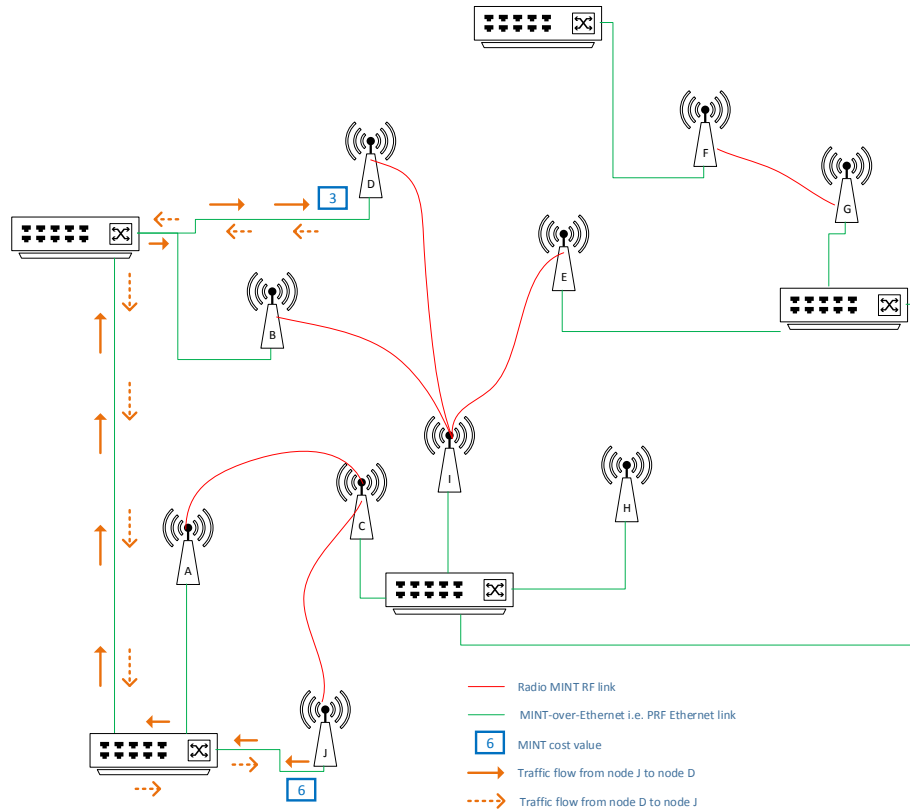 F
D
G
3
E
B
I
H
C
A
J
6
Radio MINT RF link
MINT-over-Ethernet i.e. PRF Ethernet link
6 MINT cost value
Traffic flow from node J to node D
Traffic flow from node D to node J